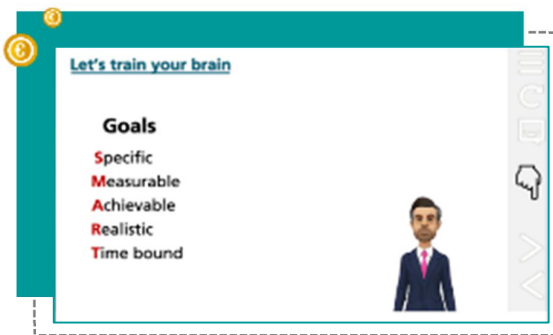 Let's train your brain
Goals
Specific
Measurable
Achievable
Realistic
Time bound